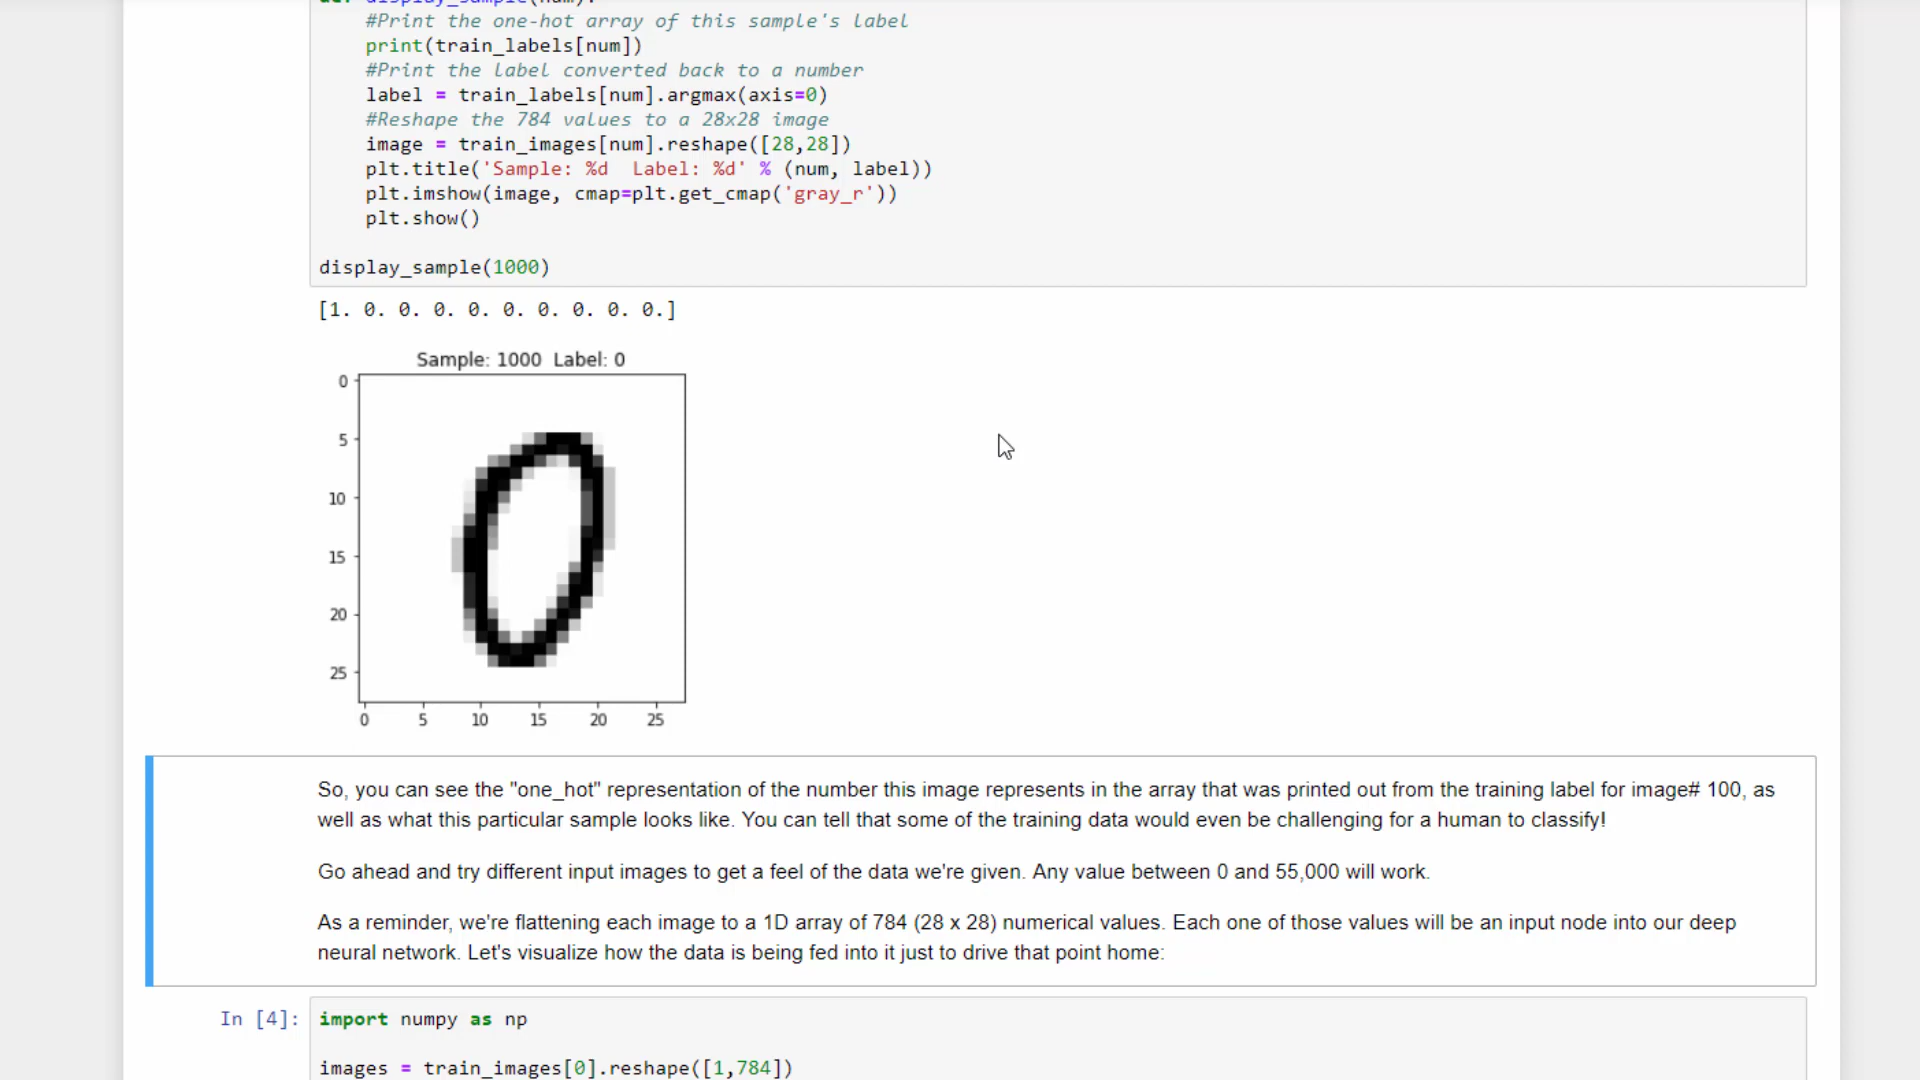 def display_sample(num):
#Print the one-hot array of this sample's label
print(train_labels[num])
#Print the label converted back to a number
label = train_labels[num].argmax(axis=0)
#Reshape the 784 values to a 28x28 image
image = train_images[num].reshape([28,28])
plt.title('Sample: %d  Label: %d' % (num, label))
plt.imshow(image, cmap=plt.get_cmap('gray_r'))
plt.show()
display_sample(1000)
[1. 0. 0. 0. 0. 0. 0. 0. 0. 0.]
Sample: 1000  Label: 0
0
5
10
15
20
25
0 5 10 15 20 25
So, you can see the "one_hot" representation of the number this image represents in the array that was printed out from the training label for image# 100, as
well as what this particular sample looks like. You can tell that some of the training data would even be challenging for a human to classify!
Go ahead and try different input images to get a feel of the data we're given. Any value between 0 and 55,000 will work.
As a reminder, we're flattening each image to a 1D array of 784 (28 x 28) numerical values. Each one of those values will be an input node into our deep
neural network. Let's visualize how the data is being fed into it just to drive that point home:
In [4]: import numpy as np
images = train_images[0].reshape([1,784])